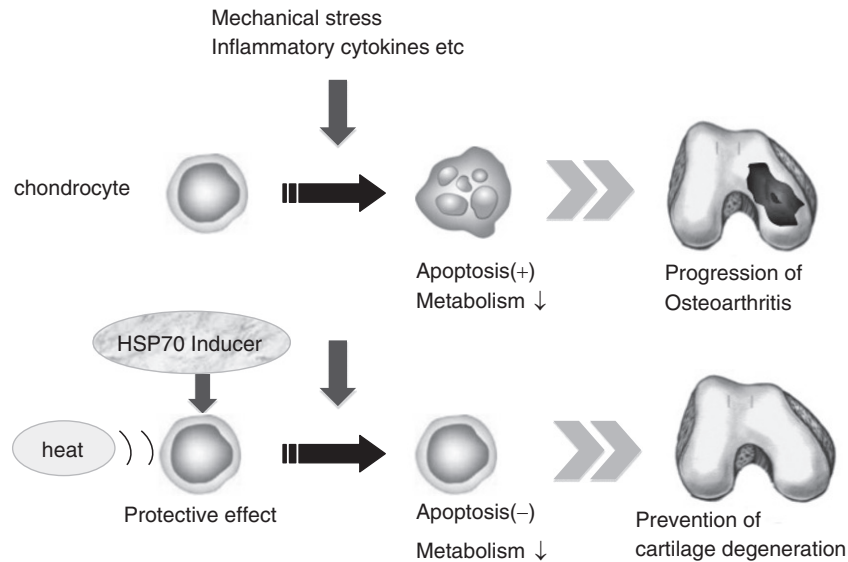 Mechanical stress
Inflammatory cytokines etc
chondrocyte
Apoptosis(+)
Metabolism ↓
Progression of
Osteoarthritis
HSP70 Inducer
heat
Protective effect
Apoptosis(−)
Metabolism ↓
Prevention of
cartilage degeneration